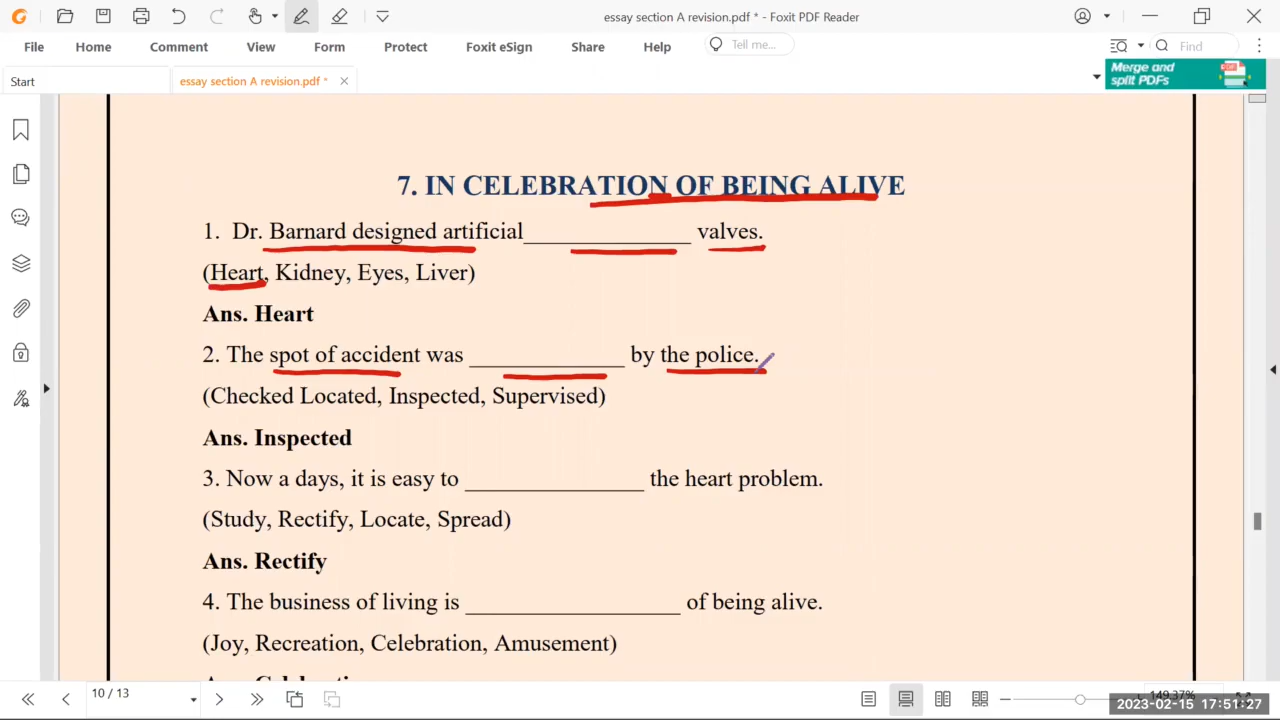 essay section A revision.pdf * - Foxit PDF Reader
File Home Comment View Form Protect Foxit eSign Share Help Tell me... Find
Start essay section A revision.pdf *
Merge and
split PDFs
7. IN CELEBRATION OF BEING ALIVE
1. Dr. Barnard designed artificial______________ valves.
(Heart, Kidney, Eyes, Liver)
Ans. Heart
2. The spot of accident was _____________ by the police.
(Checked Located, Inspected, Supervised)
Ans. Inspected
3. Now a days, it is easy to _______________ the heart problem.
(Study, Rectify, Locate, Spread)
Ans. Rectify
4. The business of living is __________________ of being alive.
(Joy, Recreation, Celebration, Amusement)
10 / 13
149.37%
2023-02-15 17:51:27